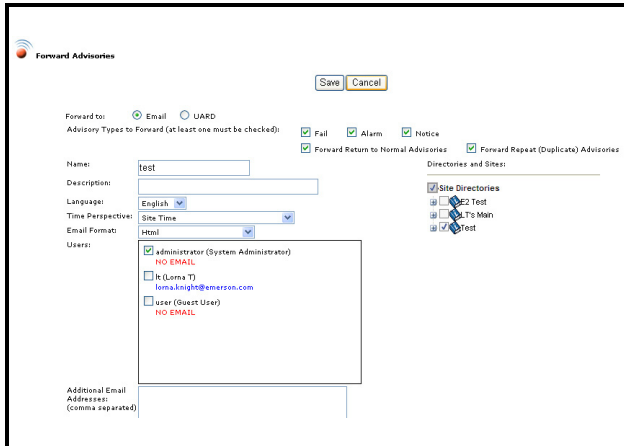 Forward Advisories
Save Cancel
Forward to: Email UARD
Advisory Types to Forward (at least one must be checked): Fail Alarm Notice
Forward Return to Normal Advisories Forward Repeat (Duplicate) Advisories
Name: test
Directories and Sites:
Description:
Site Directories
Language: English
E2 Test
Time Perspective: Site Time
LT's Main
Email Format: Html
Test
Users:
administrator (System Administrator)
NO EMAIL
lt (Lorna T)
lorna.knight@emerson.com
user (Guest User)
NO EMAIL
Additional Email
Addresses:
(comma separated)